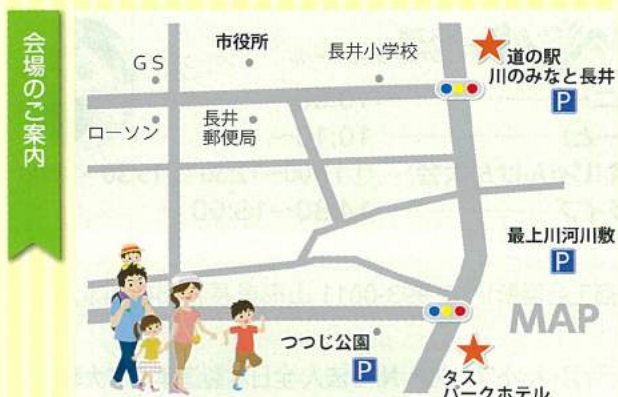 会場のご案内
GS
市役所
長井小学校
道の駅
川のみなと長井
P
ローソン
長井
郵便局
最上川河川敷
P
MAP
つつじ公園
P
タス
パークホテル